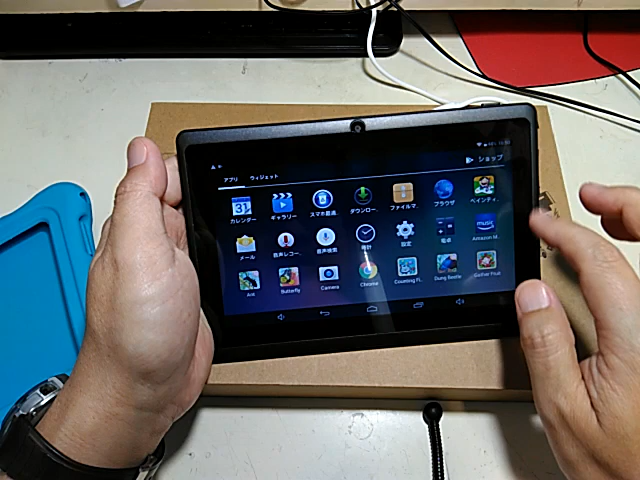 アプリ ウィジェット
ショップ
31
カレンダー ギャラリー スマホ最適 ダウンロー… ファイルマ… ブラウザ ペインティ…
music
メール 音声レコー… 音声検索 時計 設定 電卓 Amazon M…
Ant Butterfly Camera Chrome Counting Fi… Dung Beetle Gather Fruit